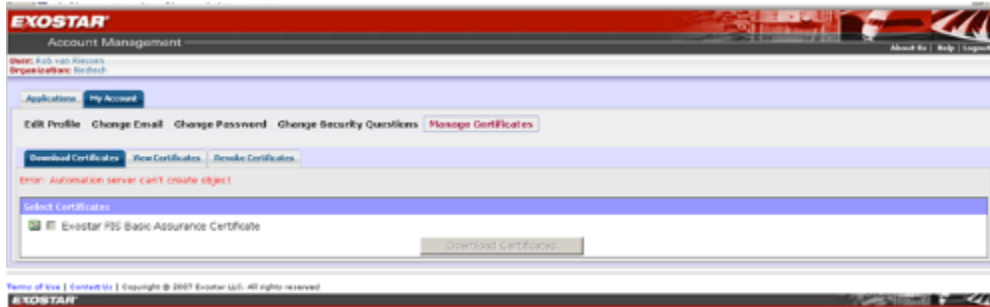 EXOSTAR
Account Management
About Us | Help | Logout
User: Rob van Riessen
Organization: Nedtech
Applications My Account
Edit Profile Change Email Change Password Change Security Questions Manage Certificates
Download Certificates View Certificates Revoke Certificates
Error: Automation server can't create object
Select Certificates
Exostar FIS Basic Assurance Certificate
Download Certificates
Terms of Use | Contact Us | Copyright @ 2007 Exostar LLC. All rights reserved
EXOSTAR